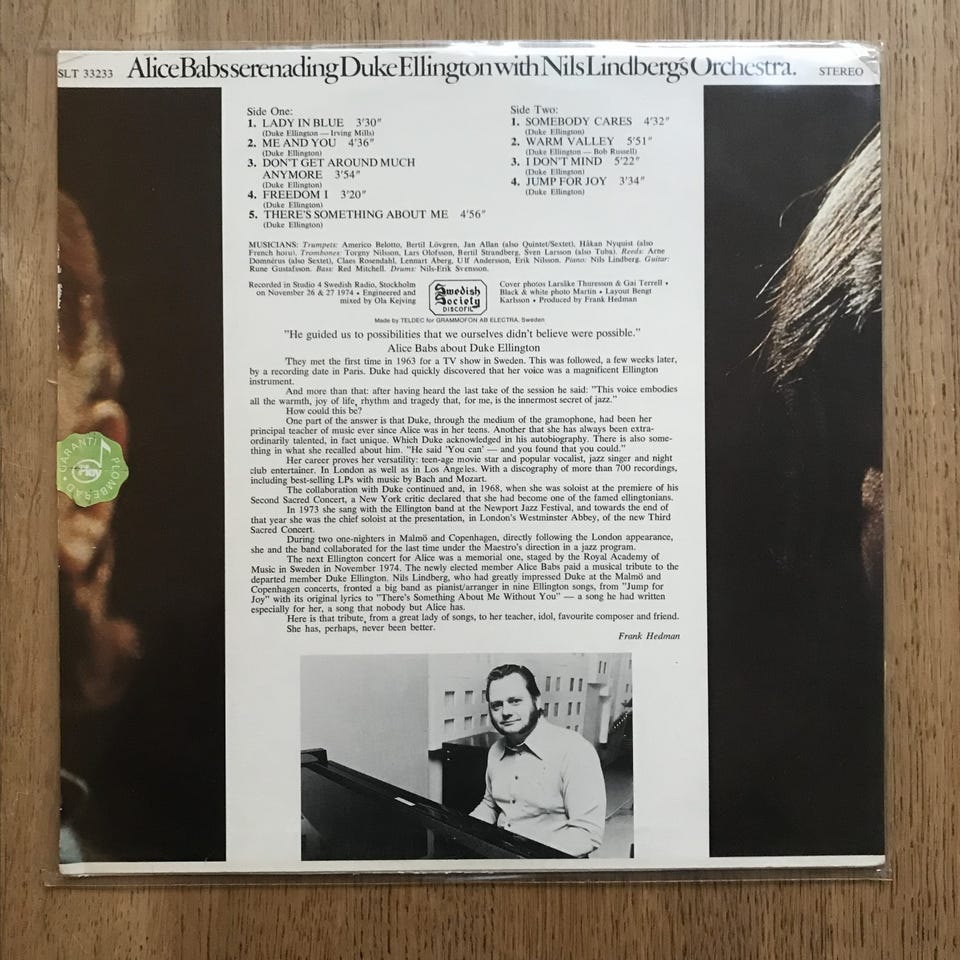 SLT 33233 Alice Babs serenading Duke Ellington with Nils Lindberg's Orchestra. STEREO
Side One:
1. LADY IN BLUE 3'30"
(Duke Ellington — Irving Mills)
2. ME AND YOU 4'36"
(Duke Ellington)
3. DON'T GET AROUND MUCH
ANYMORE 3'54"
(Duke Ellington)
4. FREEDOM I 3'20"
(Duke Ellington)
5. THERE'S SOMETHING ABOUT ME 4'56"
(Duke Ellington)
Side Two:
1. SOMEBODY CARES 4'32"
(Duke Ellington)
2. WARM VALLEY 5'51"
(Duke Ellington — Bob Russell)
3. I DON'T MIND 5'22"
(Duke Ellington)
4. JUMP FOR JOY 3'34"
(Duke Ellington)
MUSICIANS: Trumpets: Americo Belotto, Bertil Lövgren, Jan Allan (also Quintet/Sextet), Håkan Nyquist (also
French horn). Trombones: Torgny Nilsson, Lars Olofsson, Bertil Strandberg, Sven Larsson (also Tuba). Reeds: Arne
Domnérus (also Sextet), Claes Rosendahl, Lennart Åberg, Ulf Andersson, Erik Nilsson. Piano: Nils Lindberg. Guitar:
Rune Gustafsson. Bass: Red Mitchell. Drums: Nils-Erik Svensson.
Recorded in Studio 4 Swedish Radio, Stockholm
on November 26 & 27 1974 • Engineered and
mixed by Ola Kejving
Swedish
Society
DISCOFIL
Cover photos Larsåke Thuresson & Gai Terrell •
Black & white photo Martin • Layout Bengt
Karlson • Produced by Frank Hedman
Made by TELDEC for GRAMMOFON AB ELECTRA, Sweden
"He guided us to possibilities that we ourselves didn't believe were possible."
Alice Babs about Duke Ellington
They met the first time in 1963 for a TV show in Sweden. This was followed, a few weeks later,
by a recording date in Paris. Duke had quickly discovered that her voice was a magnificent Ellington
instrument.
And more than that: after having heard the last take of the session he said: "This voice embodies
all the warmth, joy of life, rhythm and tragedy that, for me, is the innermost secret of jazz."
How could this be?
One part of the answer is that Duke, through the medium of the gramophone, had been her
principal teacher of music ever since Alice was in her teens. Another that she has always been extra-
ordinarily talented, in fact unique. Which Duke acknowledged in his autobiography. There is also some-
thing in what she recalled about him. "He said 'You can' — and you found that you could."
Her career proves her versatility: teen-age movie star and popular vocalist, jazz singer and night
club entertainer. In London as well as in Los Angeles. With a discography of more than 700 recordings,
including best-selling LPs with music by Bach and Mozart.
The collaboration with Duke continued and, in 1968, when she was soloist at the premiere of his
Second Sacred Concert, a New York critic declared that she had become one of the famed ellingtonians.
In 1973 she sang with the Ellington band at the Newport Jazz Festival, and towards the end of
that year she was the chief soloist at the presentation, in London's Westminster Abbey, of the new Third
Sacred Concert.
During two one-nighters in Malmö and Copenhagen, directly following the London appearance,
she and the band collaborated for the last time under the Maestro's direction in a jazz program.
The next Ellington concert for Alice was a memorial one, staged by the Royal Academy of
Music in Sweden in November 1974. The newly elected member Alice Babs paid a musical tribute to the
departed member Duke Ellington. Nils Lindberg, who had greatly impressed Duke at the Malmö and
Copenhagen concerts, fronted a big band as pianist/arranger in nine Ellington songs, from "Jump for
Joy" with its original lyrics to "There's Something About Me Without You" — a song he had written
especially for her, a song that nobody but Alice has.
Here is that tribute, from a great lady of songs, to her teacher, idol, favourite composer and friend.
She has, perhaps, never been better.
Frank Hedman
GARANTI
Play
PLOMBERAD